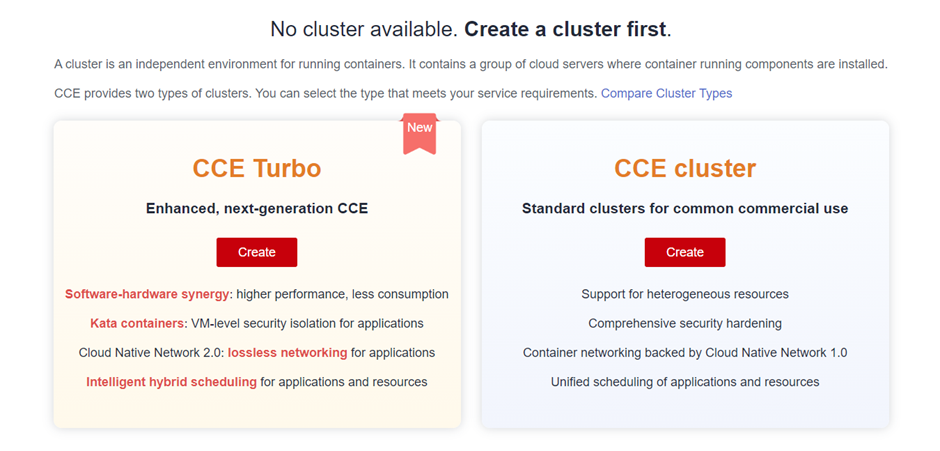 No cluster available. Create a cluster first.
A cluster is an independent environment for running containers. It contains a group of cloud servers where container running components are installed.
CCE provides two types of clusters. You can select the type that meets your service requirements. Compare Cluster Types
New
CCE Turbo
Enhanced, next-generation CCE
Create
Software-hardware synergy: higher performance, less consumption
Kata containers: VM-level security isolation for applications
Cloud Native Network 2.0: lossless networking for applications
Intelligent hybrid scheduling for applications and resources
CCE cluster
Standard clusters for common commercial use
Create
Support for heterogeneous resources
Comprehensive security hardening
Container networking backed by Cloud Native Network 1.0
Unified scheduling of applications and resources